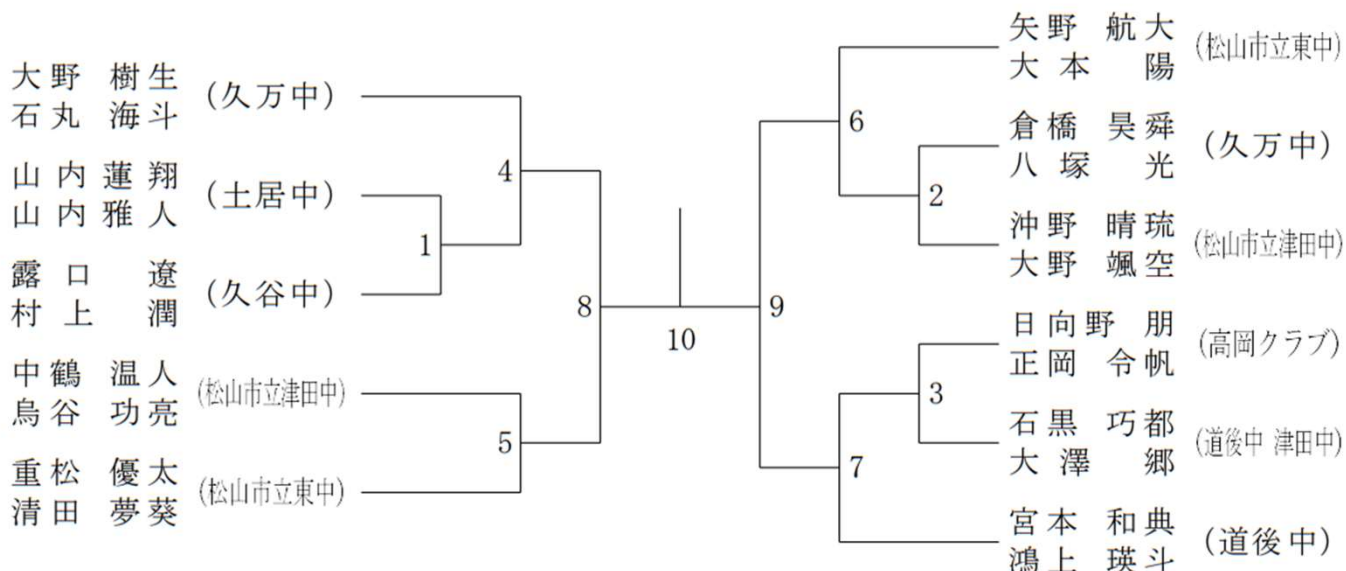 大野 樹生
石丸 海斗
(久万中)
山内蓮翔
山内雅人
(土居中)
露口 遼
村上 潤
(久谷中)
中鶴 温人
烏谷 功亮
(松山市立津田中)
重松 優太
清田 夢葵
(松山市立東中)
1
4
5
8
10
9
6
2
3
7
矢野 航大
大本 陽
(松山市立東中)
倉橋 昊舜
八塚 光
(久万中)
沖野 晴琉
大野 颯空
(松山市立津田中)
日向野 朋
正岡 令帆
(高岡クラブ)
石黒 巧都
大澤 郷
(道後中 津田中)
宮本 和典
鴻上 瑛斗
(道後中)